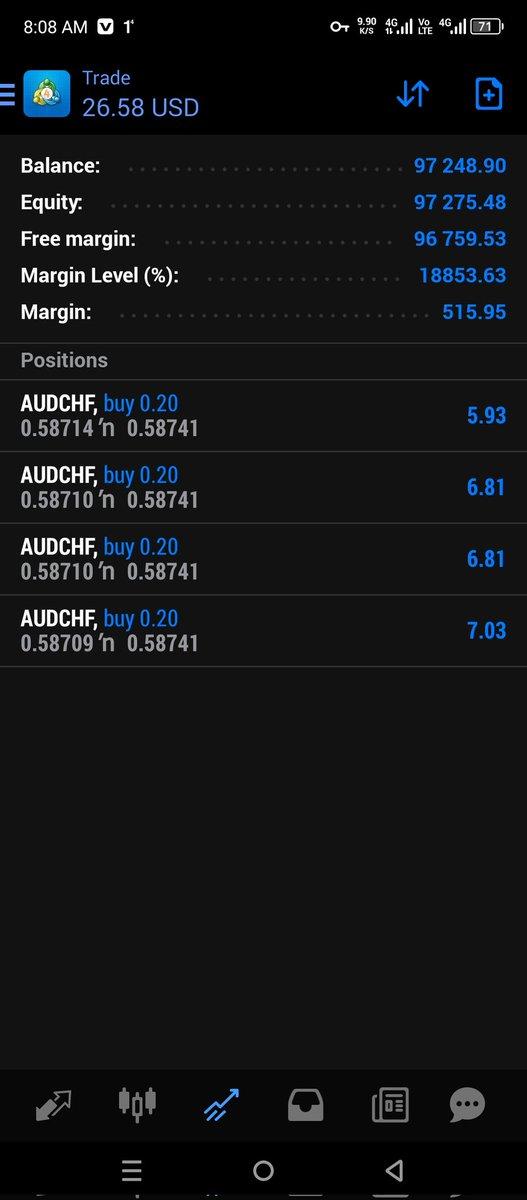 8:08 AM V 1 9.90 K/S 4G Vo LTE 4G 71
Trade
26.58 USD
Balance: 97 248.90
Equity: 97 275.48
Free margin: 96 759.53
Margin Level (%): 18853.63
Margin: 515.95
Positions
AUDCHF, buy 0.20
0.58714 'n 0.58741
5.93
AUDCHF, buy 0.20
0.58710 'n 0.58741
6.81
AUDCHF, buy 0.20
0.58710 'n 0.58741
6.81
AUDCHF, buy 0.20
0.58709 'n 0.58741
7.03